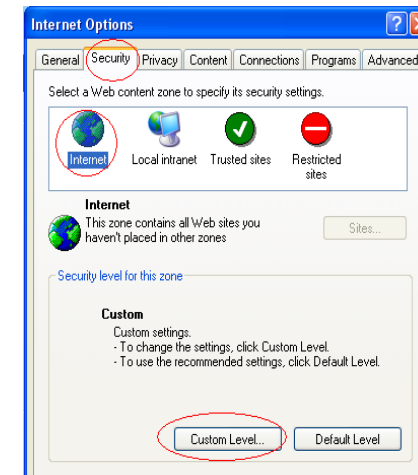 Internet Options
?
General Security Privacy Content Connections Programs Advanced
Select a Web content zone to specify its security settings.
Internet Local intranet Trusted sites Restricted
sites
Internet
This zone contains all Web sites you
haven't placed in other zones
Sites...
Security level for this zone
Custom
Custom settings.
- To change the settings, click Custom Level.
- To use the recommended settings, click Default Level.
Custom Level... Default Level